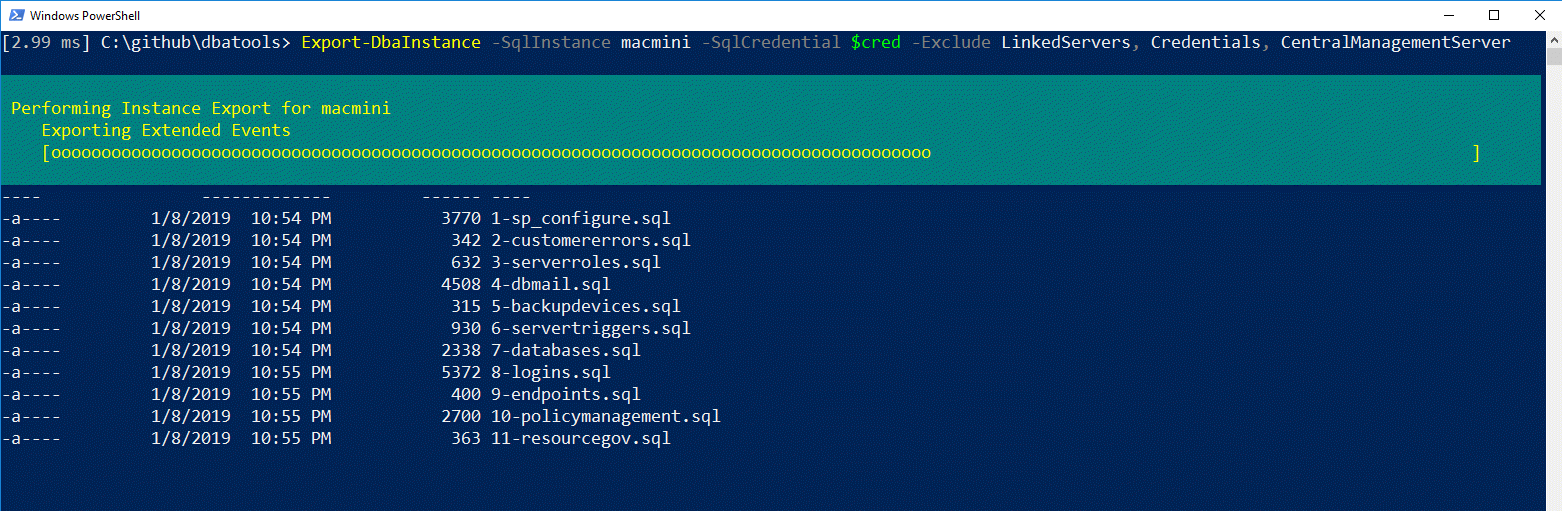 Windows PowerShell
[2.99 ms] C:\github\dbatools> Export-DbaInstance -SqlInstance macmini -SqlCredential $cred -Exclude LinkedServers, Credentials, CentralManagementServer
Performing Instance Export for macmini
Exporting Extended Events
[oooooooooooooooooooooooooooooooooooooooooooooooooooooooooooooooooooooooooooooooooooooooo ]
---- ------------- ------ ----
-a---- 1/8/2019 10:54 PM 3770 1-sp_configure.sql
-a---- 1/8/2019 10:54 PM 342 2-customererrors.sql
-a---- 1/8/2019 10:54 PM 632 3-serverroles.sql
-a---- 1/8/2019 10:54 PM 4508 4-dbmail.sql
-a---- 1/8/2019 10:54 PM 315 5-backupdevices.sql
-a---- 1/8/2019 10:54 PM 930 6-servertriggers.sql
-a---- 1/8/2019 10:54 PM 2338 7-databases.sql
-a---- 1/8/2019 10:55 PM 5372 8-logins.sql
-a---- 1/8/2019 10:55 PM 400 9-endpoints.sql
-a---- 1/8/2019 10:55 PM 2700 10-policymanagement.sql
-a---- 1/8/2019 10:55 PM 363 11-resourcegov.sql